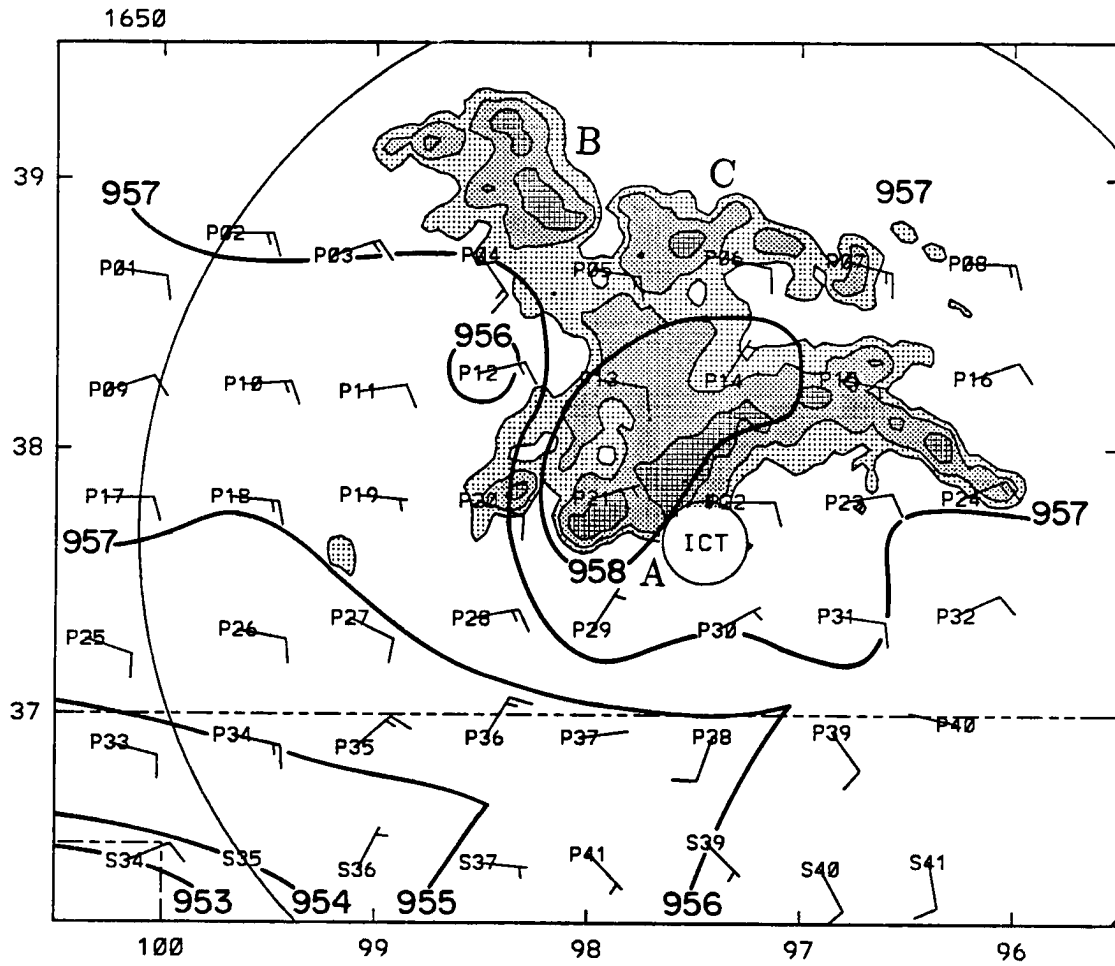 1650
B
C
39
957
957
P02
P03
P04
P01
P05
P06
P07
P08
956
P09
P10
P11
P12
P13
P14
P15
P16
38
P17
P18
P19
P20
P21
P22
P23
P24
957
957
ICT
958
A
P25
P26
P27
P28
P29
P30
P31
P32
37
P33
P34
P35
P36
P37
P38
P39
P40
S34
S35
S36
S37
P41
S39
S40
S41
953
954
955
956
100
99
98
97
96